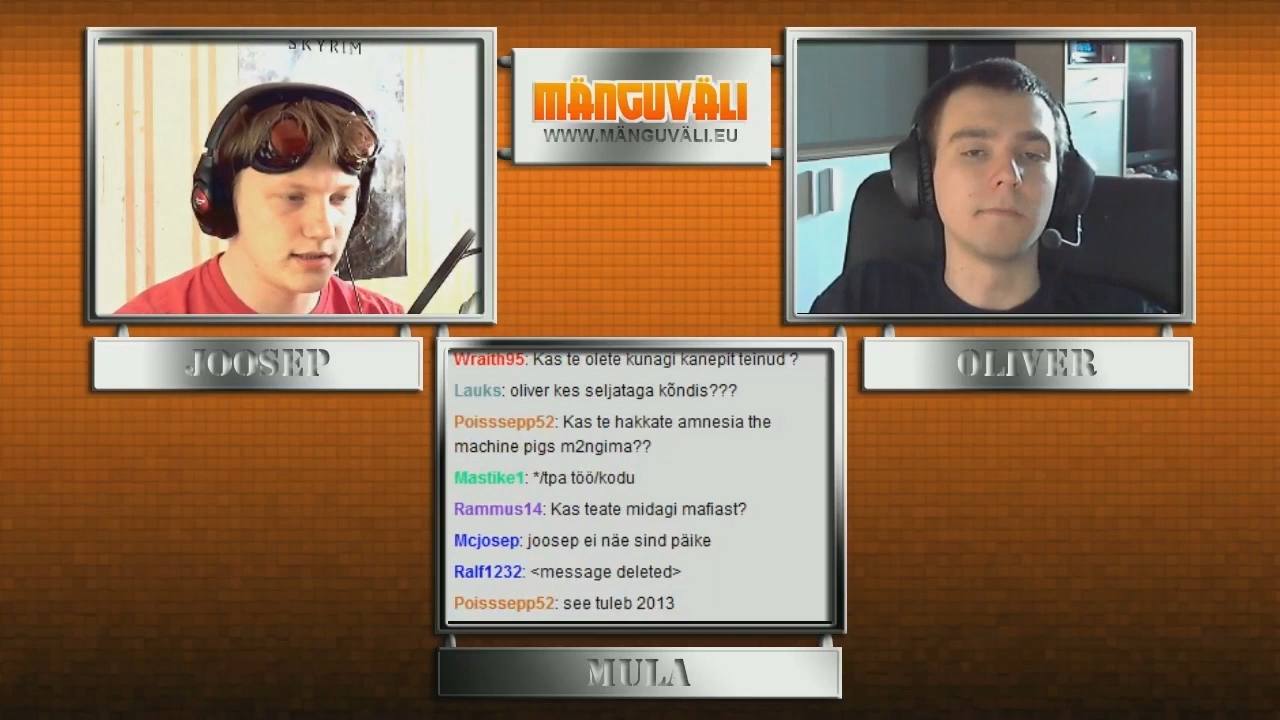 SKYRIM
MÄNGUVÄLI
WWW.MÄNGUVÄLI.EU
JOOSEP
OLIVER
Wraith95: Kas te olete kunagi kanepit teinud ?
Lauks: oliver kes seljataga kõndis???
Poisssepp52: Kas te hakkate amnesia the
machine pigs m2ngima??
Mastike1: */tpa töö/kodu
Rammus14: Kas teate midagi mafiast?
Mcjosep: joosep ei näe sind päike
Ralf1232: <message deleted>
Poisssepp52: see tuleb 2013
MULA